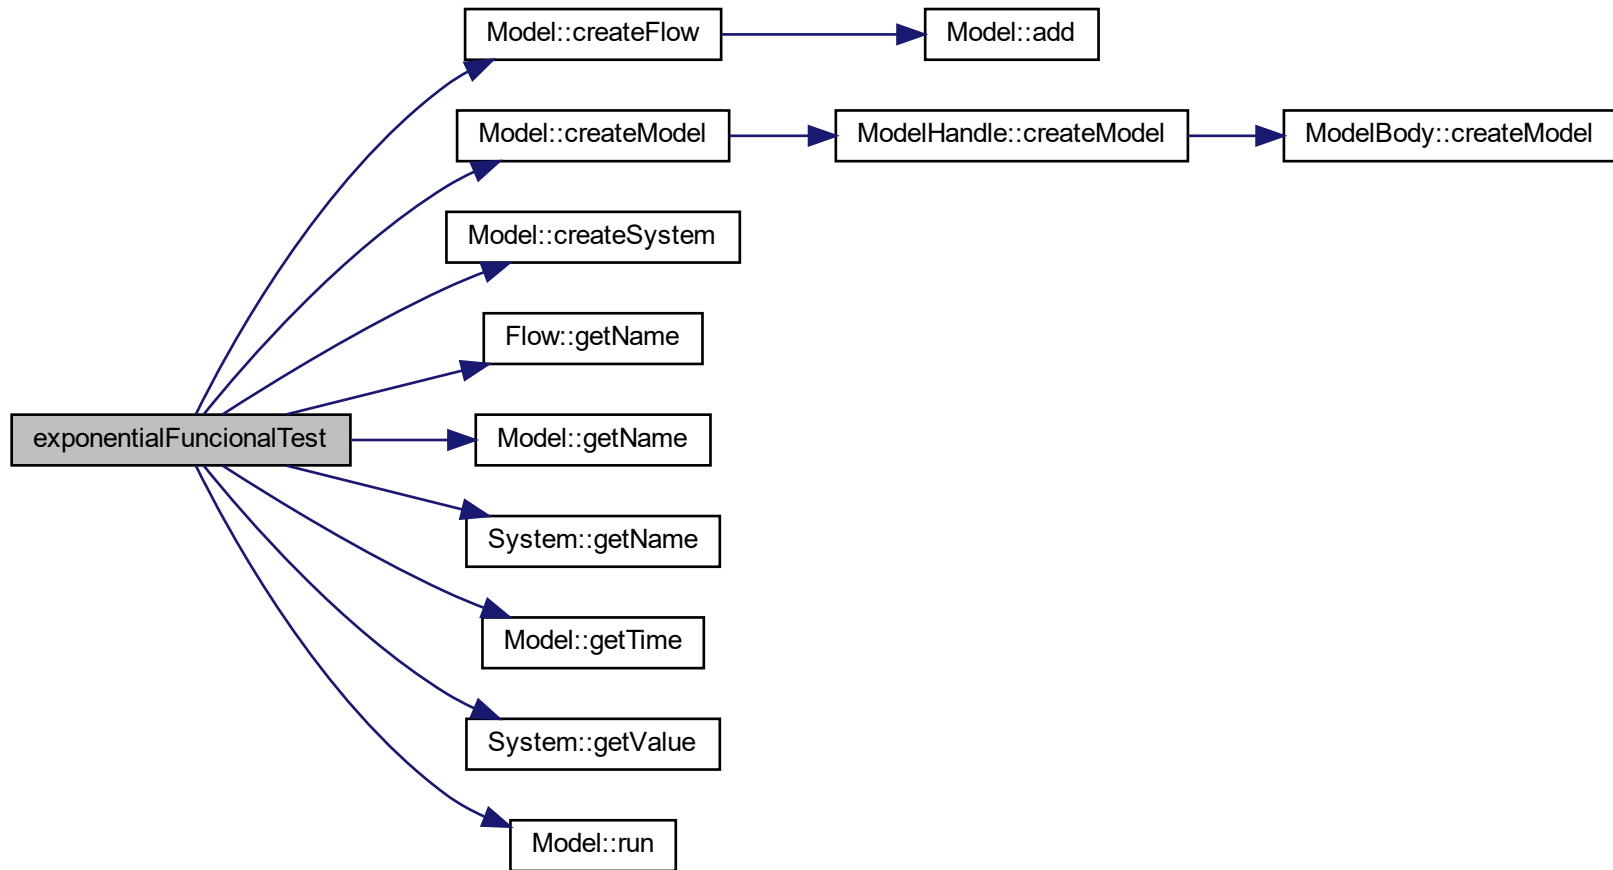 Model::createFlow
Model::add
Model::createModel
ModelHandle::createModel
ModelBody::createModel
Model::createSystem
Flow::getName
exponentialFuncionalTest
Model::getName
System::getName
Model::getTime
System::getValue
Model::run